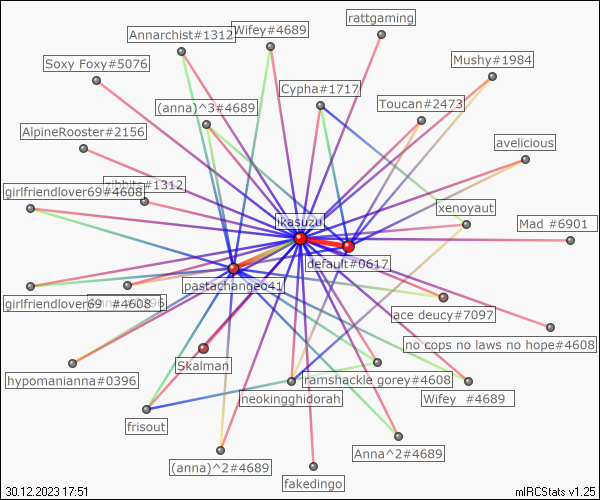 rattgaming
Annarchist#1312
Wifey#4689
Soxy Foxy#5076
Mushy#1984
Cypha#1717
(anna)^3#4689
Toucan#2473
AlpineRooster#2156
avelicious
#1312
girlfriendlover69#4608
ikasuzu
xenoyaut
Mad #6901
default#0617
pastachangeo41
girlfriendlover69 #4608
ace deucy#7097
no cops no laws no hope#4608
Skalman
hypomanianna#0396
ramshackle gorey#4608
neokingghidorah
Wifey #4689
frisout
Anna^2#4689
(anna)^2#4689
fakedingo
30.12.2023 17:51
mIRCStats v1.25